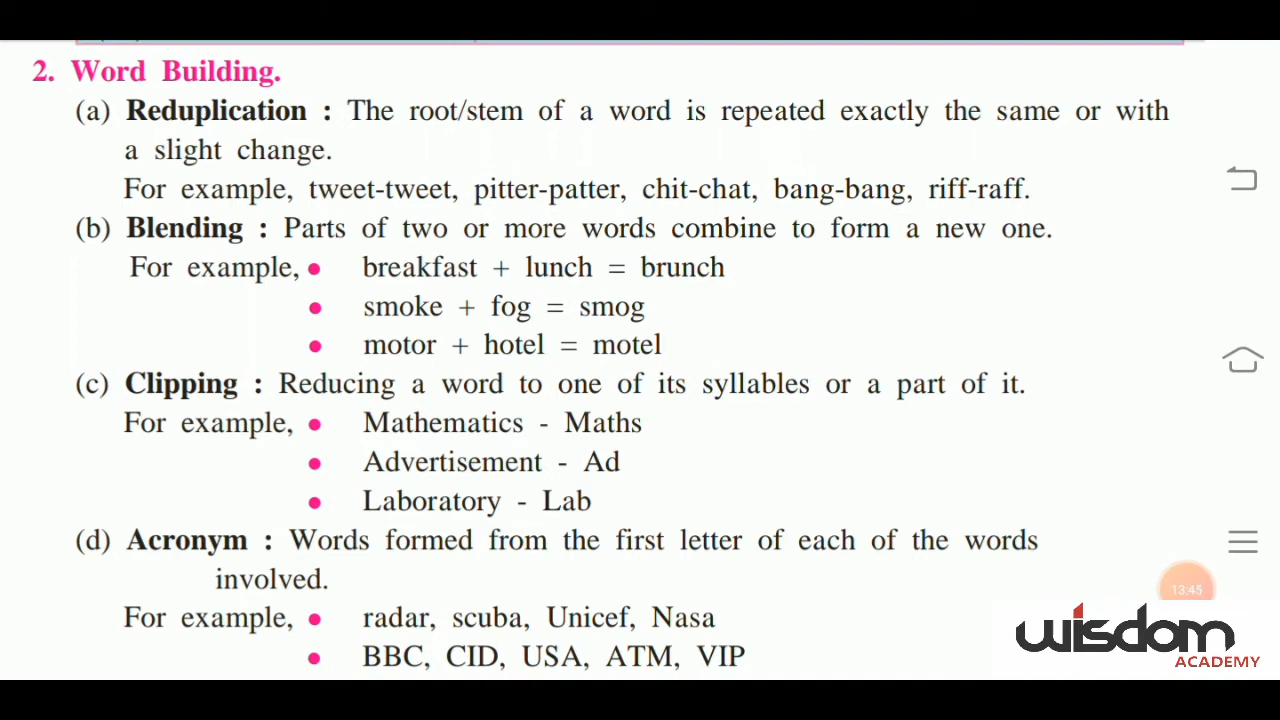 2. Word Building.
(a) Reduplication : The root/stem of a word is repeated exactly the same or with
a slight change.
For example, tweet-tweet, pitter-patter, chit-chat, bang-bang, riff-raff.
(b) Blending : Parts of two or more words combine to form a new one.
For example, • breakfast + lunch = brunch
• smoke + fog = smog
• motor + hotel = motel
(c) Clipping : Reducing a word to one of its syllables or a part of it.
For example, • Mathematics - Maths
• Advertisement - Ad
• Laboratory - Lab
(d) Acronym : Words formed from the first letter of each of the words
involved.
For example, • radar, scuba, Unicef, Nasa
• BBC, CID, USA, ATM, VIP
13:45
wisdom
ACADEMY